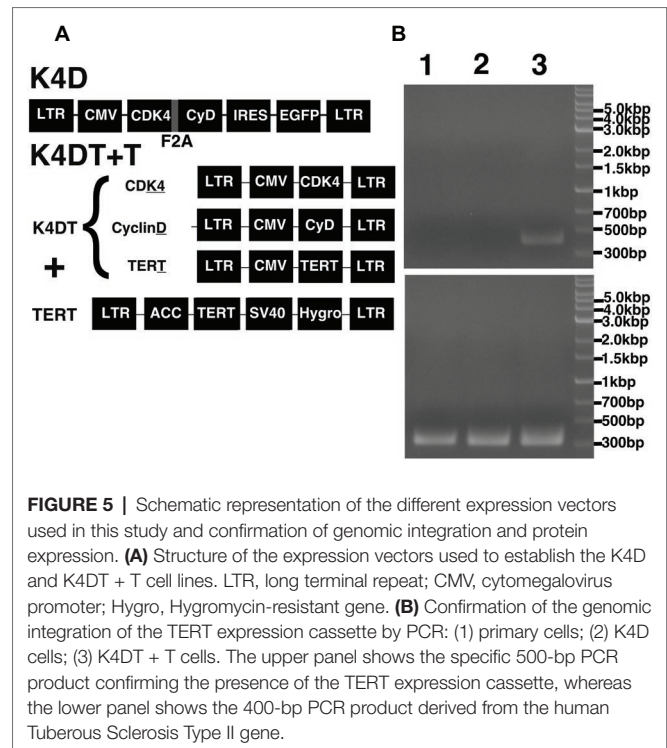 A
K4D
LTR CMV CDK4 CyD IRES EGFP LTR
F2A
K4DT+T
CDK4 LTR CMV CDK4 LTR
K4DT CyclinD LTR CMV CyD LTR
+ TERT LTR CMV TERT LTR
TERT LTR ACC TERT SV40 Hygro LTR
B
1 2 3
5.0kbp
4.0kbp
3.0kbp
2.0kbp
1.5kbp
1kbp
700bp
500bp
300bp
5.0kbp
4.0kbp
3.0kbp
2.0kbp
1.5kbp
1kbp
700bp
500bp
300bp
FIGURE 5 | Schematic representation of the different expression vectors
used in this study and confirmation of genomic integration and protein
expression. (A) Structure of the expression vectors used to establish the K4D
and K4DT + T cell lines. LTR, long terminal repeat; CMV, cytomegalovirus
promoter; Hygro, Hygromycin-resistant gene. (B) Confirmation of the genomic
integration of the TERT expression cassette by PCR: (1) primary cells; (2) K4D
cells; (3) K4DT + T cells. The upper panel shows the specific 500-bp PCR
product confirming the presence of the TERT expression cassette, whereas
the lower panel shows the 400-bp PCR product derived from the human
Tuberous Sclerosis Type II gene.